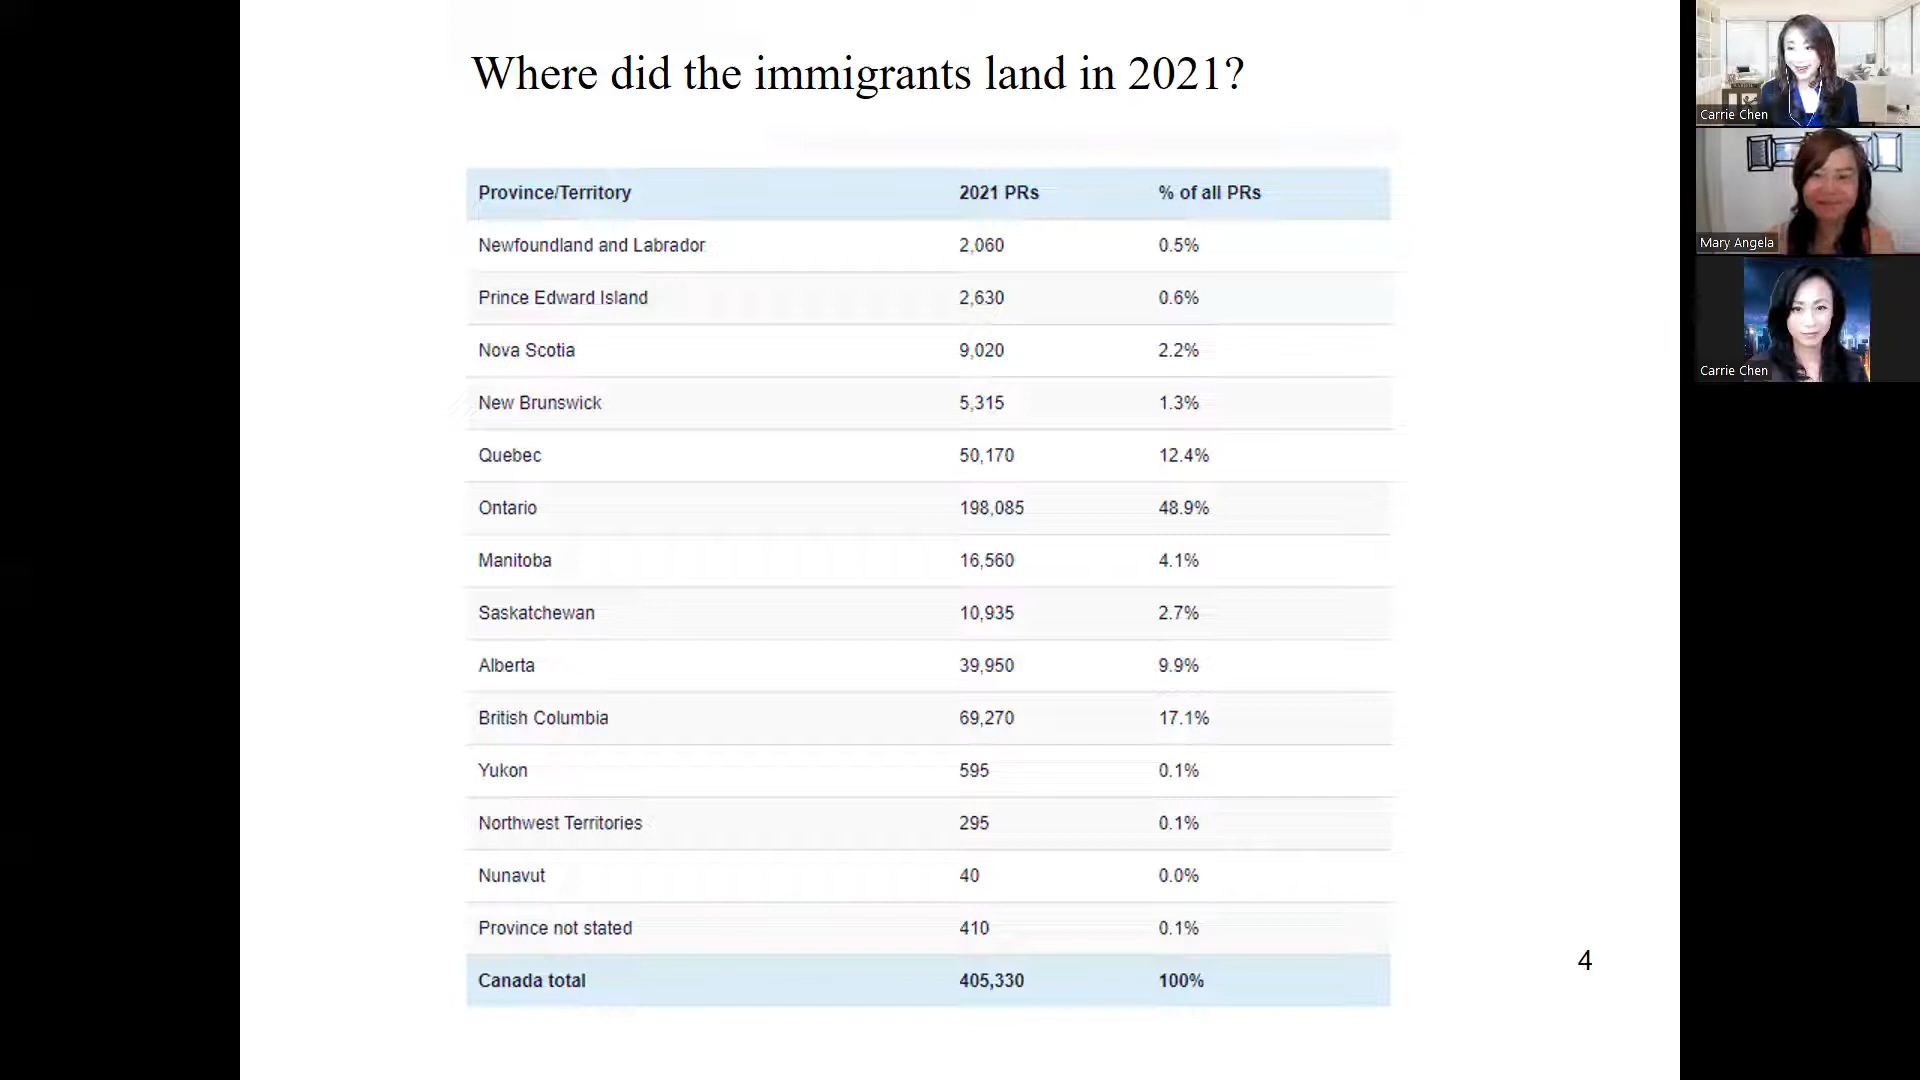 Where did the immigrants land in 2021?
Province/Territory 2021 PRs % of all PRs
Newfoundland and Labrador 2,060 0.5%
Prince Edward Island 2,630 0.6%
Nova Scotia 9,020 2.2%
New Brunswick 5,315 1.3%
Quebec 50,170 12.4%
Ontario 198,085 48.9%
Manitoba 16,560 4.1%
Saskatchewan 10,935 2.7%
Alberta 39,950 9.9%
British Columbia 69,270 17.1%
Yukon 595 0.1%
Northwest Territories 295 0.1%
Nunavut 40 0.0%
Province not stated 410 0.1%
Canada total 405,330 100%
4
Carrie Chen
Mary Angela
Carrie Chen